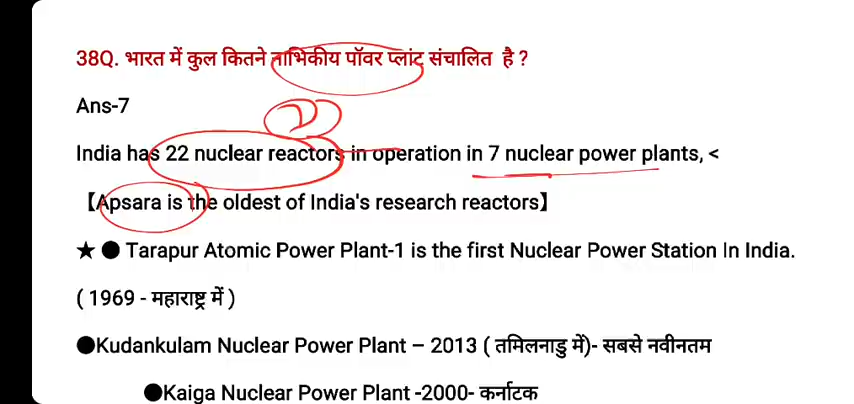 38Q. भारत में कुल कितने नाभिकीय पॉवर प्लांट संचालित है ?
Ans-7
India has 22 nuclear reactors in operation in 7 nuclear power plants, <
【Apsara is the oldest of India's research reactors】
★ ● Tarapur Atomic Power Plant-1 is the first Nuclear Power Station In India.
( 1969 - महाराष्ट्र में )
●Kudankulam Nuclear Power Plant – 2013 ( तमिलनाडु में)- सबसे नवीनतम
●Kaiga Nuclear Power Plant -2000- कर्नाटक